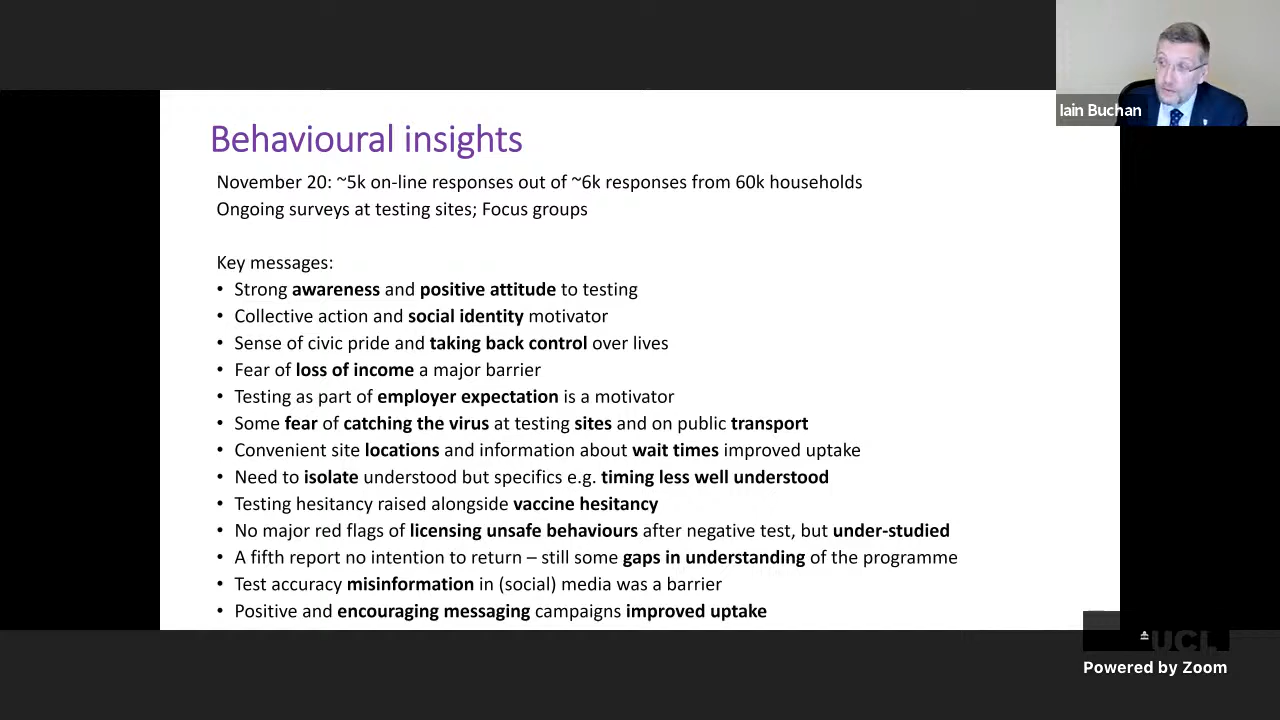 Iain Buchan
Behavioural insights
November 20: ~5k on-line responses out of ~6k responses from 60k households
Ongoing surveys at testing sites; Focus groups
Key messages:
• Strong awareness and positive attitude to testing
• Collective action and social identity motivator
• Sense of civic pride and taking back control over lives
• Fear of loss of income a major barrier
• Testing as part of employer expectation is a motivator
• Some fear of catching the virus at testing sites and on public transport
• Convenient site locations and information about wait times improved uptake
• Need to isolate understood but specifics e.g. timing less well understood
• Testing hesitancy raised alongside vaccine hesitancy
• No major red flags of licensing unsafe behaviours after negative test, but under-studied
• A fifth report no intention to return – still some gaps in understanding of the programme
• Test accuracy misinformation in (social) media was a barrier
• Positive and encouraging messaging campaigns improved uptake
UCL
Powered by Zoom